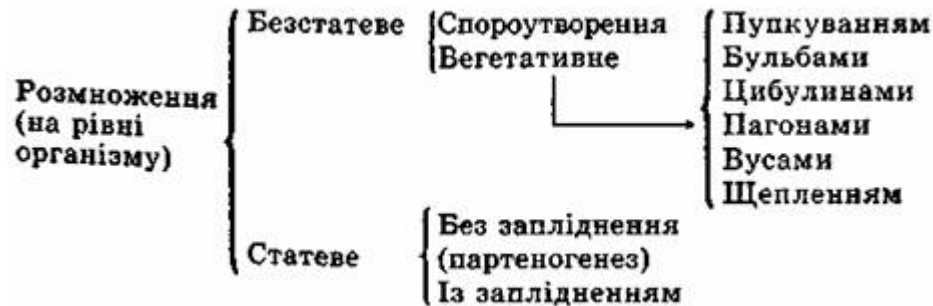 Розмноження
(на рівні
організму)
Безстатеве
Спороутворення
Вегетативне
Пупкуванням
Бульбами
Цибулинами
Пагонами
Вусами
Щепленням
Статеве
Без запліднення
(партеногенез)
Із заплідненням